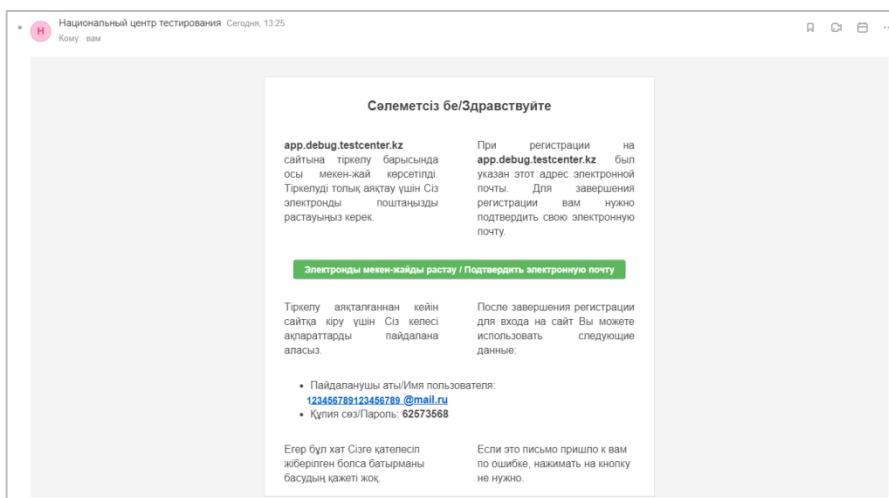 Национальный центр тестирования Сегодня, 13:25
Н
Кому: вам
Сәлеметсіз бе/Здравствуйте
app.debug.testcenter.kz
сайтына тіркелу барысында
осы мекен-жай көрсетілді.
Тіркелуді толық аяқтау үшін Сіз
электронды поштаңызды
растауыңыз керек.
При регистрации на
app.debug.testcenter.kz был
указан этот адрес электронной
почты. Для завершения
регистрации вам нужно
подтвердить свою электронную
почту.
Электронды мекен-жайды растау / Подтвердить электронную почту
Тіркелу аяқталғаннан кейін
сайтқа кіру үшін Сіз келесі
ақпараттарды пайдалана
аласыз.
После завершения регистрации
для входа на сайт Вы можете
использовать следующие
данные:
• Пайдаланушы аты/Имя пользователя:
123456789123456789 @mail.ru
• Құпия сөз/Пароль: 62573568
Егер бұл хат Сізге қателесіп
жіберілген болса батырманы
басудың қажеті жоқ.
Если это письмо пришло к вам
по ошибке, нажимать на кнопку
не нужно.